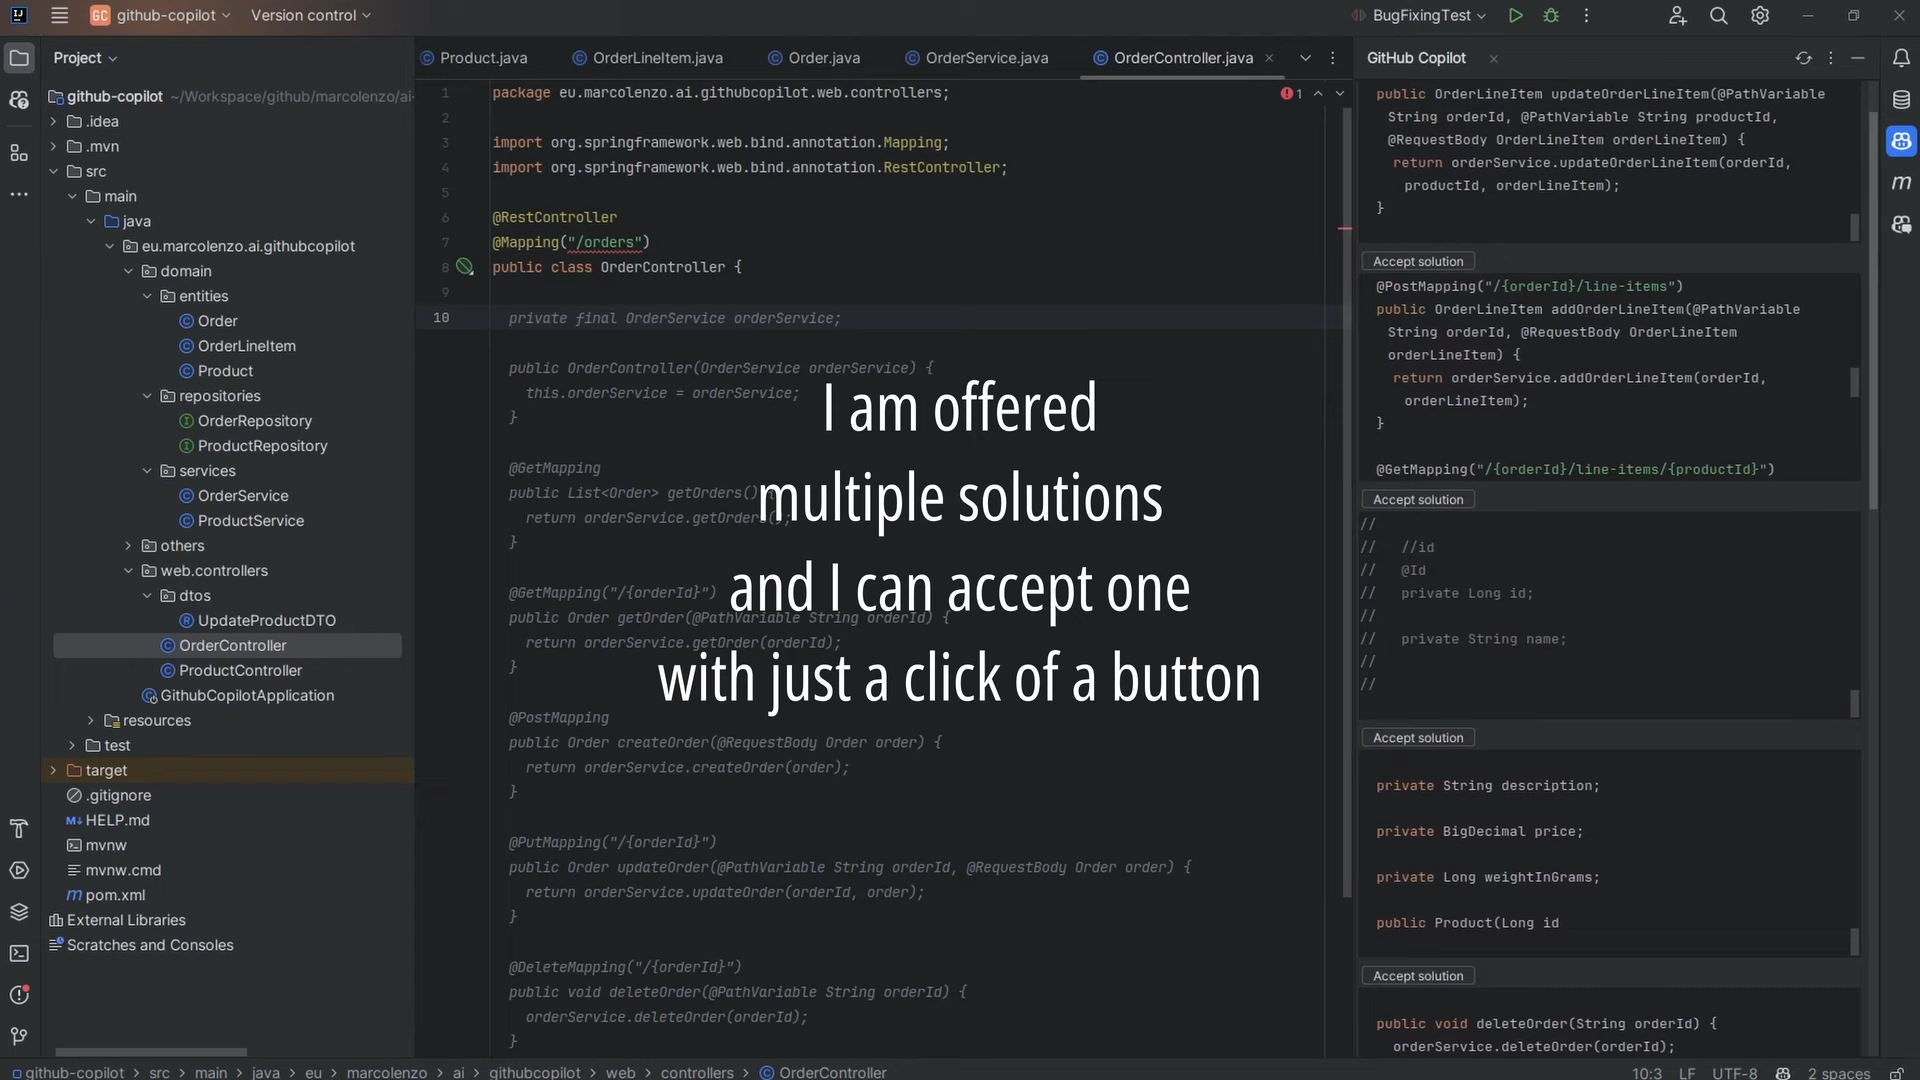 GC github-copilot
Version control
BugFixingTest
Project
github-copilot ~/Workspace/github/marcolenzo/ai-
.idea
.mvn
src
main
java
eu.marcolenzo.ai.githubcopilot
domain
entities
Order
OrderLineItem
Product
repositories
OrderRepository
ProductRepository
services
OrderService
ProductService
others
web.controllers
dtos
UpdateProductDTO
OrderController
ProductController
GithubCopilotApplication
resources
test
target
.gitignore
HELP.md
mvnw
mvnw.cmd
pom.xml
External Libraries
Scratches and Consoles
Product.java
OrderLineItem.java
Order.java
OrderService.java
OrderController.java
1
1 package eu.marcolenzo.ai.githubcopilot.web.controllers;
2
3 import org.springframework.web.bind.annotation.Mapping;
4 import org.springframework.web.bind.annotation.RestController;
5
6 @RestController
7 @Mapping("/orders")
8 public class OrderController {
9
10 private final OrderService orderService;
public OrderController(OrderService orderService) {
this.orderService = orderService;
}
@GetMapping
public List<Order> getOrders() {
return orderService.getOrders();
}
@GetMapping("/{orderId}")
public Order getOrder(@PathVariable String orderId) {
return orderService.getOrder(orderId);
}
@PostMapping
public Order createOrder(@RequestBody Order order) {
return orderService.createOrder(order);
}
@PutMapping("/{orderId}")
public Order updateOrder(@PathVariable String orderId, @RequestBody Order order) {
return orderService.updateOrder(orderId, order);
}
@DeleteMapping("/{orderId}")
public void deleteOrder(@PathVariable String orderId) {
orderService.deleteOrder(orderId);
}
I am offered
multiple solutions
and I can accept one
with just a click of a button
GitHub Copilot
public OrderLineItem updateOrderLineItem(@PathVariable
String orderId, @PathVariable String productId,
@RequestBody OrderLineItem orderLineItem) {
return orderService.updateOrderLineItem(orderId,
productId, orderLineItem);
}
Accept solution
@PostMapping("/{orderId}/line-items")
public OrderLineItem addOrderLineItem(@PathVariable
String orderId, @RequestBody OrderLineItem
orderLineItem) {
return orderService.addOrderLineItem(orderId,
orderLineItem);
}
@GetMapping("/{orderId}/line-items/{productId}")
Accept solution
//
// //id
// @Id
// private Long id;
//
// private String name;
//
//
Accept solution
private String description;
private BigDecimal price;
private Long weightInGrams;
public Product(Long id
Accept solution
public void deleteOrder(String orderId) {
orderService.deleteOrder(orderId);
github-copilot > src > main > java > eu > marcolenzo > ai > githubcopilot > web > controllers > OrderController
10:3 LF UTF-8 2 spaces